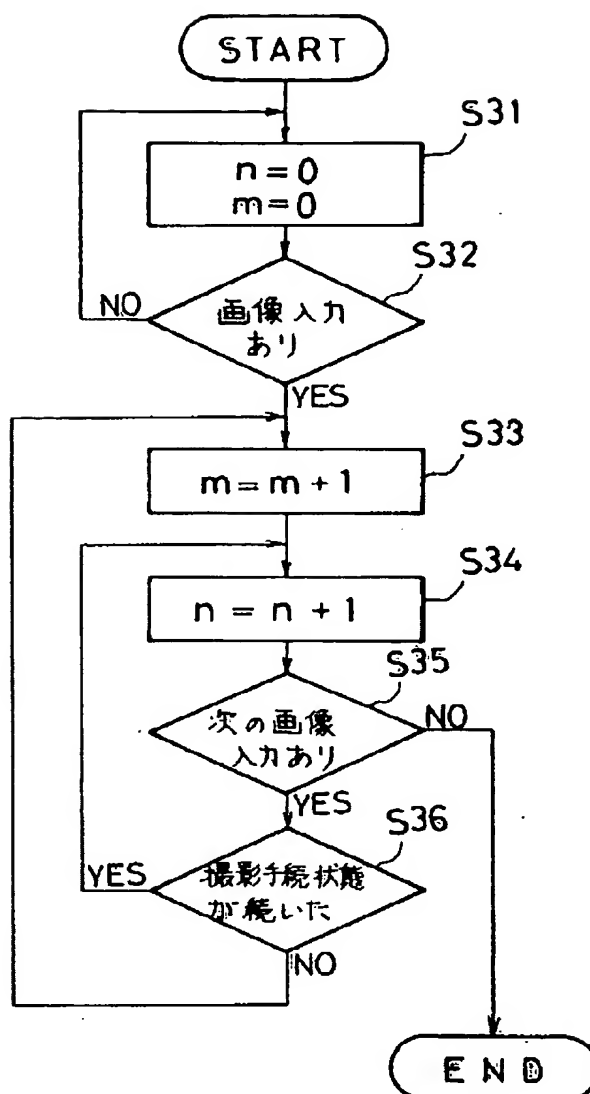 START
S31
n=0
m=0
S32
NO
画像入力
あり
YES
S33
m=m+1
S34
n=n+1
S35
次の画像
入力あり
NO
YES
S36
YES
撮影手続状態
が続いた
NO
END